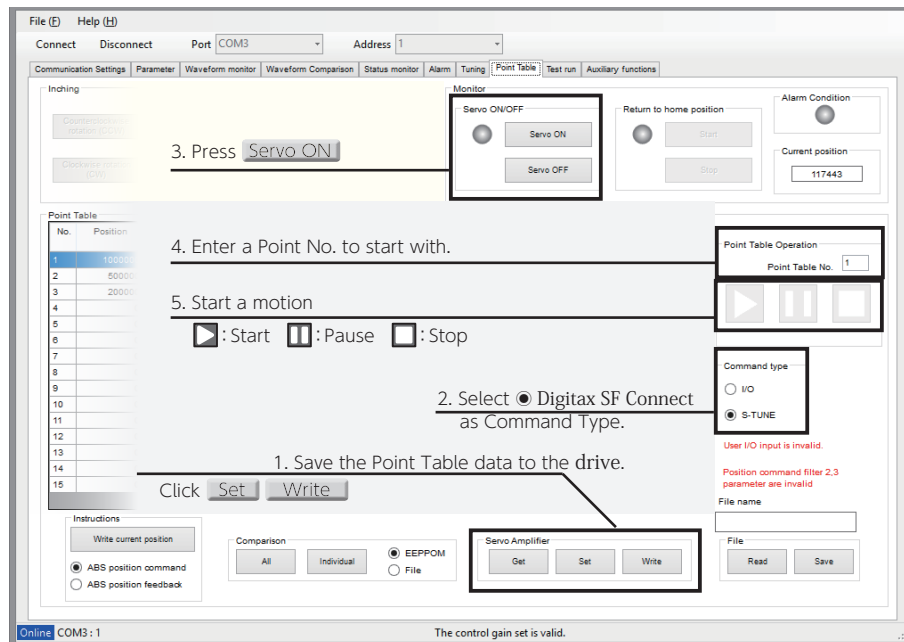 File (F) Help (H)
Connect Disconnect Port COM3 Address 1
Communication Settings Parameter Waveform monitor Waveform Comparison Status monitor Alarm Tuning Point Table Test run Auxiliary functions
Inching
Monitor
Servo ON/OFF
Return to home position
Alarm Condition
Servo ON
Start
3. Press Servo ON
Current position
Servo OFF
Stop
117443
Point Table
No. Position
4. Enter a Point No. to start with.
Point Table Operation
Point Table No. 1
1 100000
2 50000
3 20000
4
5
6
7
8
9
10
11
12
13
14
15
5. Start a motion
: Start : Pause : Stop
Command type
I/O
S-TUNE
2. Select Digitax SF Connect
as Command Type.
User I/O input is invalid.
1. Save the Point Table data to the drive.
Position command filter 2,3
parameter are invalid
Click Set Write
File name
Instructions
Write current position
ABS position command
ABS position feedback
Comparison
All Individual
EEPPOM
File
Servo Amplifier
Get Set Write
File
Read Save
Online COM3 : 1 The control gain set is valid.